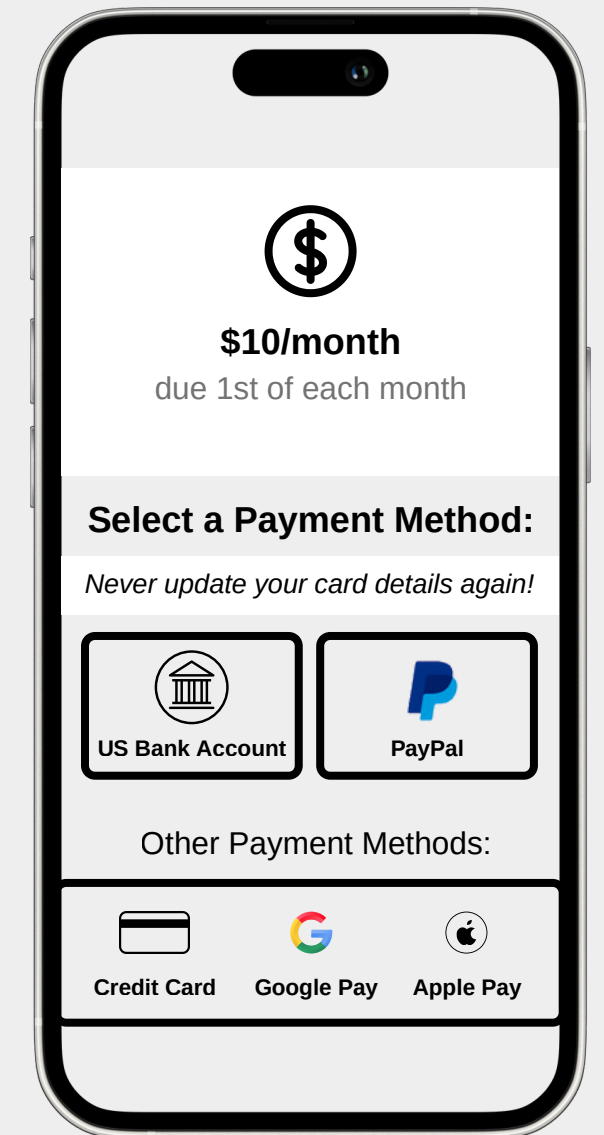 $10/month
due 1st of each month
Select a Payment Method:
Never update your card details again!
US Bank Account
PayPal
Other Payment Methods:
Credit Card
Google Pay
Apple Pay